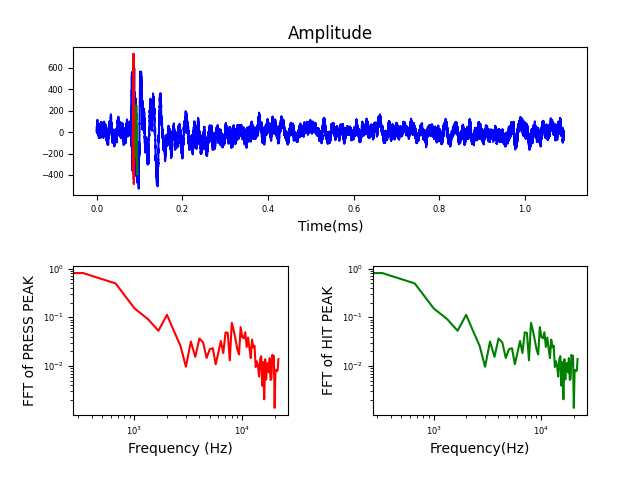 Amplitude
600
400
200
0
−200
−400
0.0 0.2 0.4 0.6 0.8 1.0
Time(ms)
FFT of PRESS PEAK
10⁰
10⁻¹
10⁻²
10³ 10⁴
Frequency (Hz)
FFT of HIT PEAK
10⁰
10⁻¹
10⁻²
10³ 10⁴
Frequency(Hz)